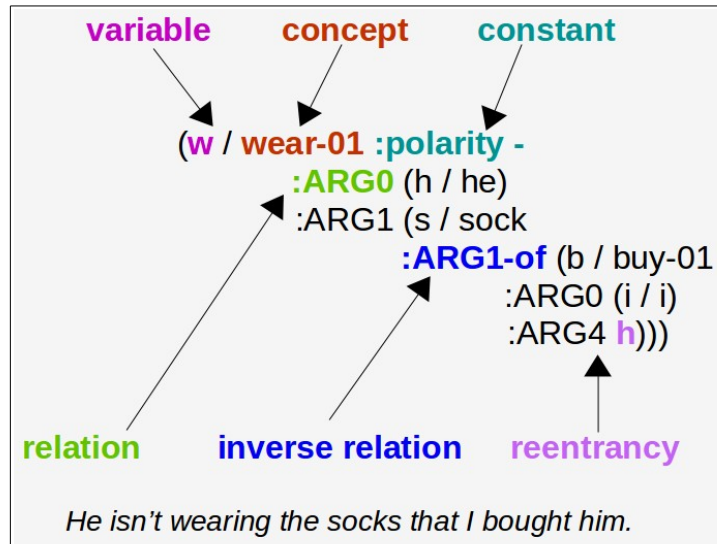 variable concept constant
(w / wear-01 :polarity -
:ARG0 (h / he)
:ARG1 (s / sock
:ARG1-of (b / buy-01
:ARG0 (i / i)
:ARG4 h)))
relation inverse relation reentrancy
He isn’t wearing the socks that I bought him.